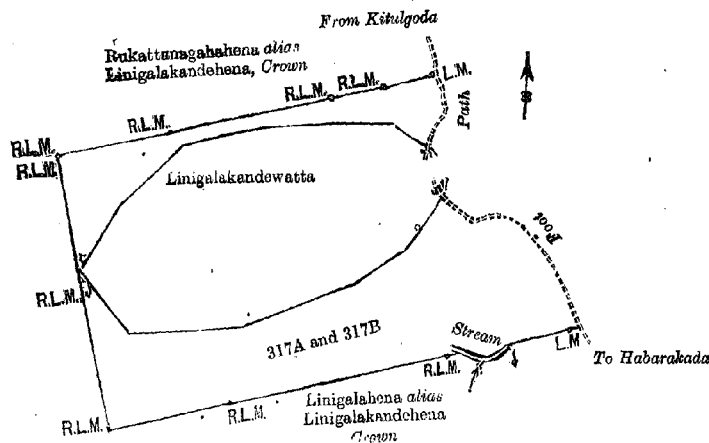 From Kitulgoda
Rukattanagahahena alias
Linigalakandehena, Crown
L.M.
R.L.M.
R.L.M.
R.L.M.
Path
R.L.M.
R.L.M.
Linigalakandewatta
Foot
R.L.M.
317A and 317B
Stream
L.M
To Habarakada
R.L.M.
R.L.M.
R.L.M.
Linigalahena alias
Linigalakandehena
Crown